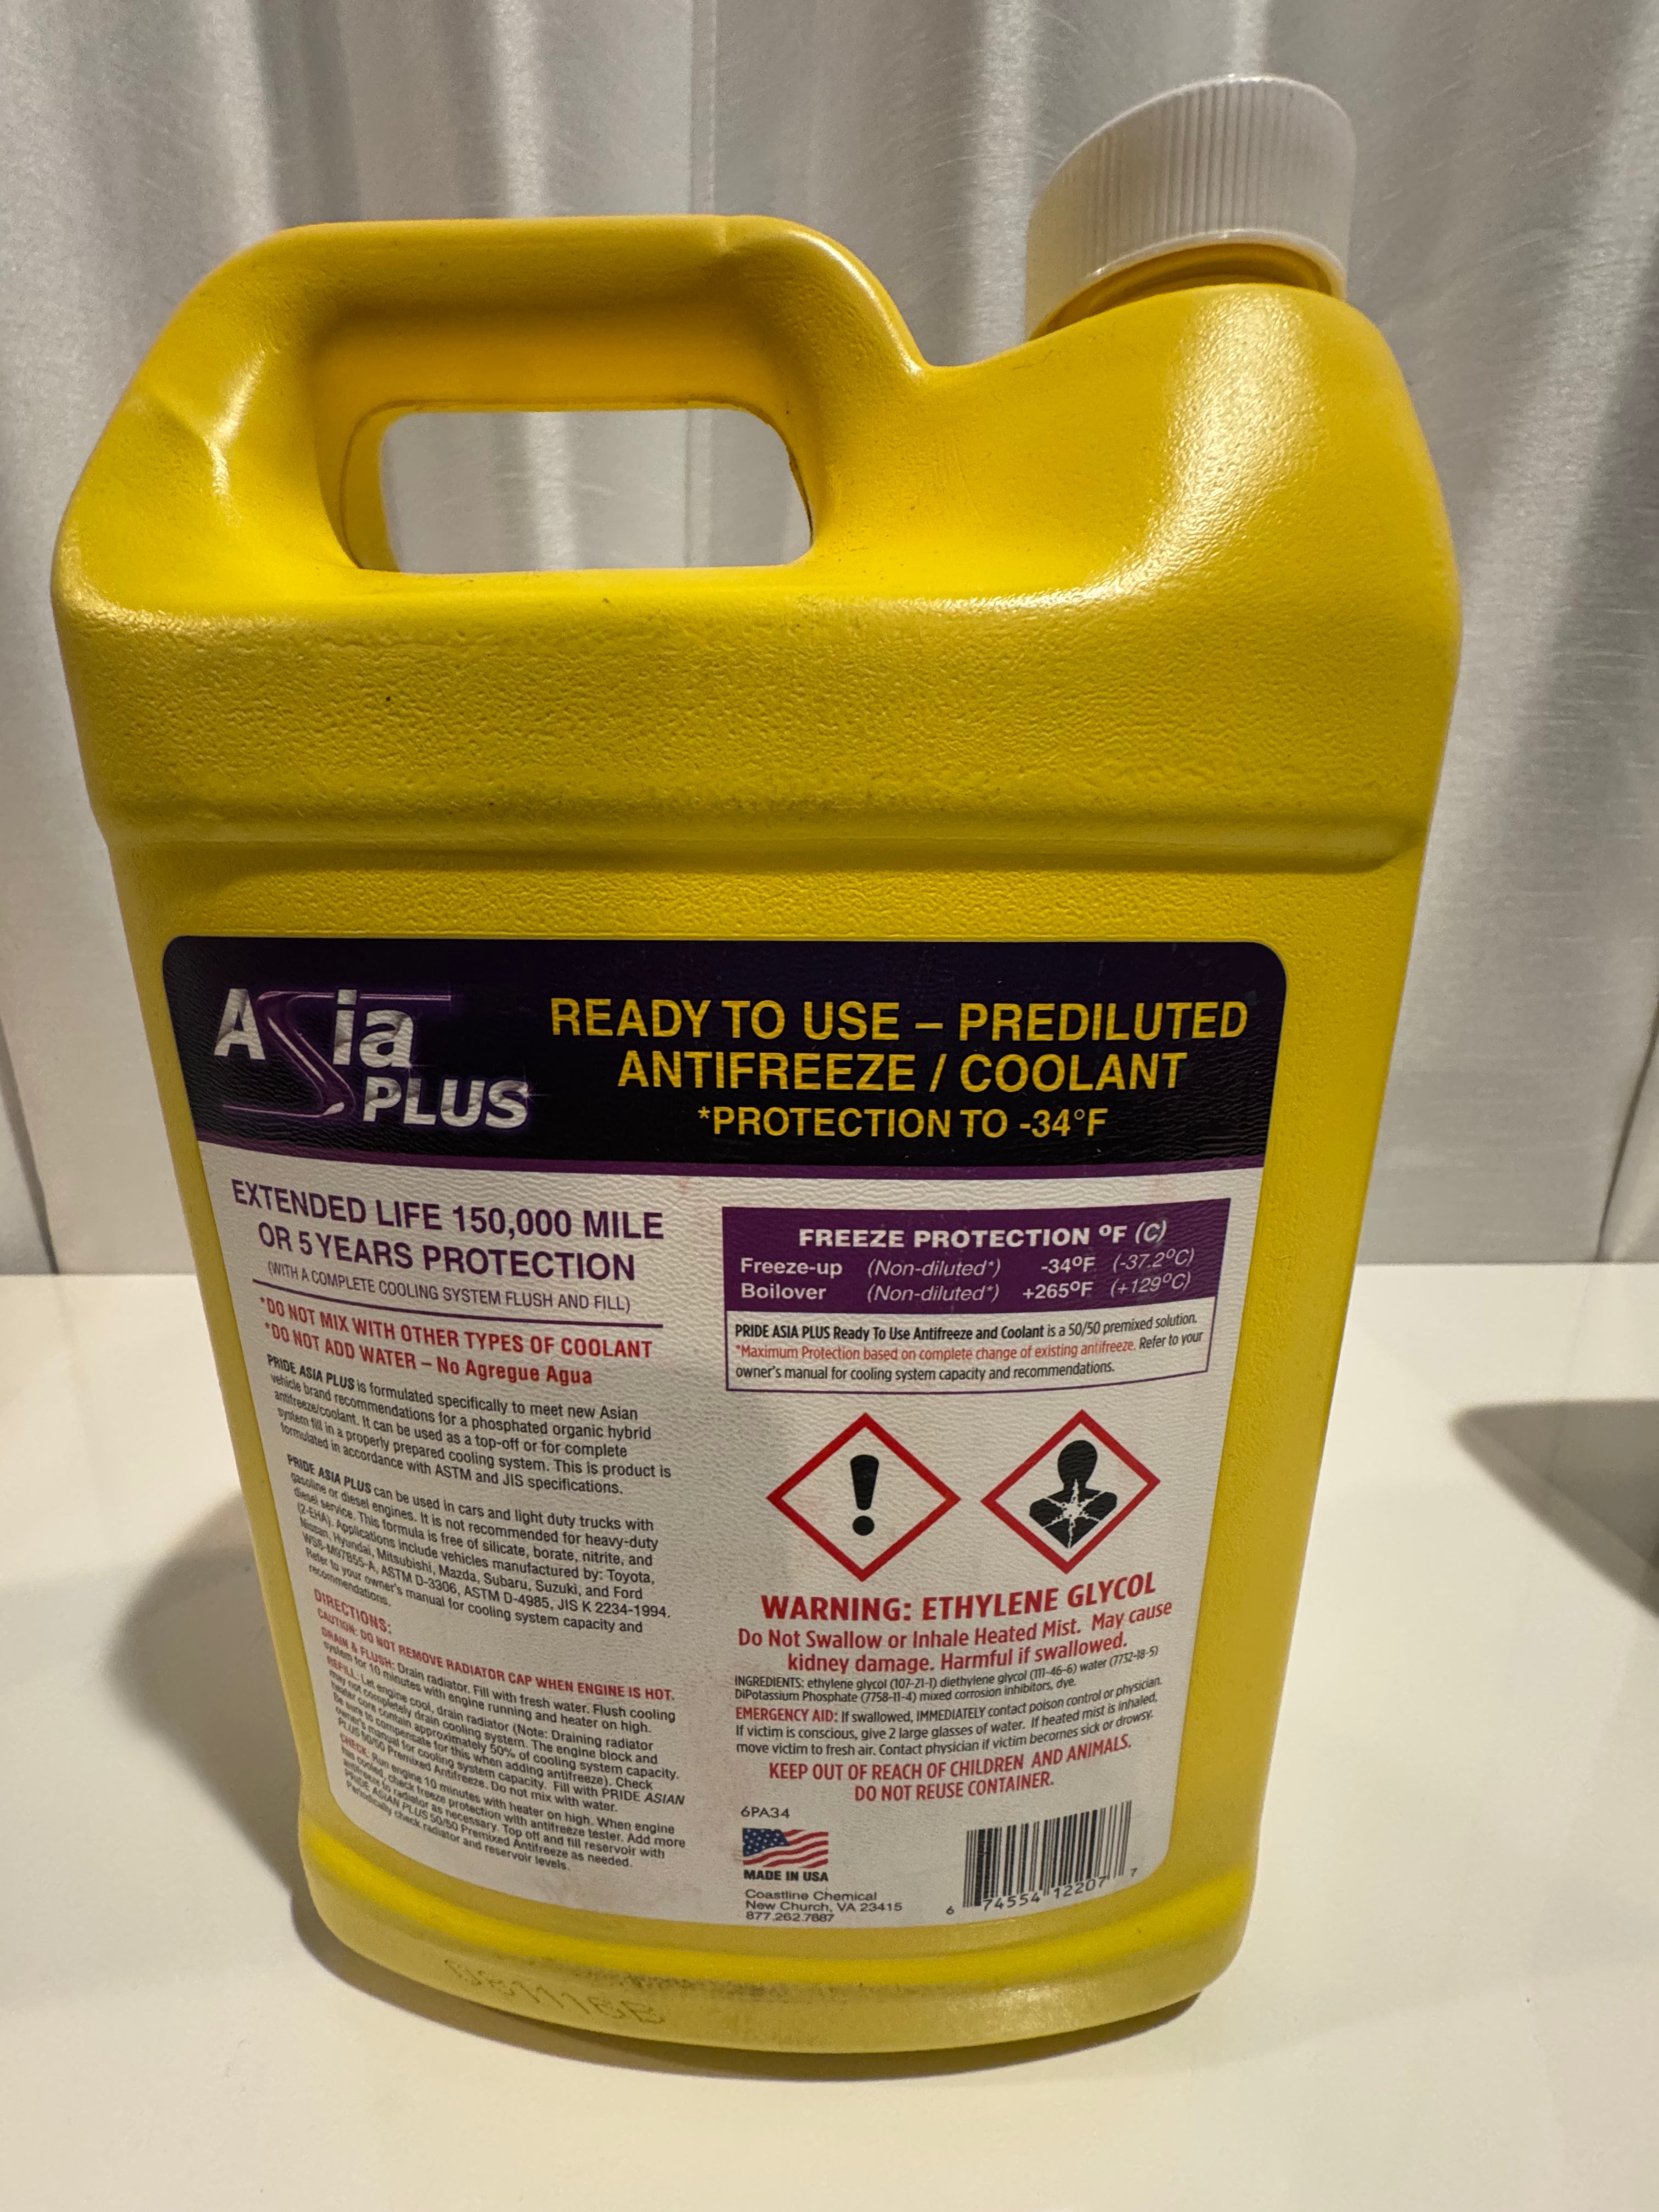 Asia
PLUS
READY TO USE – PREDILUTED
ANTIFREEZE / COOLANT
*PROTECTION TO -34°F
EXTENDED LIFE 150,000 MILE
OR 5 YEARS PROTECTION
(WITH A COMPLETE COOLING SYSTEM FLUSH AND FILL)
*DO NOT MIX WITH OTHER TYPES OF COOLANT
*DO NOT ADD WATER – No Agregue Agua
PRIDE ASIA PLUS is formulated specifically to meet new Asian
vehicle brand recommendations for a phosphated organic hybrid
antifreeze/coolant. It can be used as a top-off or for complete
system fill in a properly prepared cooling system. This is product is
formulated in accordance with ASTM and JIS specifications.
PRIDE ASIA PLUS can be used in cars and light duty trucks with
gasoline or diesel engines. It is not recommended for heavy-duty
diesel service. This formula is free of silicate, borate, nitrite, and
(2-EHA). Applications include vehicles manufactured by: Toyota,
Nissan, Hyundai, Mitsubishi, Mazda, Subaru, Suzuki, and Ford
WSS-M97B55-A, ASTM D-3306, ASTM D-4985, JIS K 2234-1994.
Refer to your owner's manual for cooling system capacity and
recommendations.
DIRECTIONS:
CAUTION: DO NOT REMOVE RADIATOR CAP WHEN ENGINE IS HOT.
DRAIN & FLUSH: Drain radiator. Fill with fresh water. Flush cooling
system for 10 minutes with engine running and heater on high.
REFILL: Let engine cool, drain radiator (Note: Draining radiator
may not completely drain cooling system. The engine block and
heater core contain approximately 50% of cooling system capacity.
Be sure to compensate for this when adding antifreeze). Check
owner's manual for cooling system capacity. Fill with PRIDE ASIAN
PLUS 50/50 Premixed Antifreeze. Do not mix with water.
CHECK: Run engine 10 minutes with heater on high. When engine
has cooled, check freeze protection with antifreeze tester. Add more
antifreeze to radiator as necessary. Top off and fill reservoir with
PRIDE ASIAN PLUS 50/50 Premixed Antifreeze as needed.
Periodically check radiator and reservoir levels.
FREEZE PROTECTION ºF (C)
Freeze-up (Non-diluted*) -34ºF (-37.2ºC)
Boilover (Non-diluted*) +265ºF (+129ºC)
PRIDE ASIA PLUS Ready To Use Antifreeze and Coolant is a 50/50 premixed solution.
*Maximum Protection based on complete change of existing antifreeze. Refer to your
owner's manual for cooling system capacity and recommendations.
WARNING: ETHYLENE GLYCOL
Do Not Swallow or Inhale Heated Mist. May cause
kidney damage. Harmful if swallowed.
INGREDIENTS: ethylene glycol (107-21-1) diethylene glycol (111-46-6) water (7732-18-5)
DiPotassium Phosphate (7758-11-4) mixed corrosion inhibitors, dye.
EMERGENCY AID: If swallowed, IMMEDIATELY contact poison control or physician.
If victim is conscious, give 2 large glasses of water. If heated mist is inhaled,
move victim to fresh air. Contact physician if victim becomes sick or drowsy.
KEEP OUT OF REACH OF CHILDREN AND ANIMALS.
DO NOT REUSE CONTAINER.
6PA34
MADE IN USA
Coastline Chemical
New Church, VA 23415
877.262.7887
6 74554 12207 7